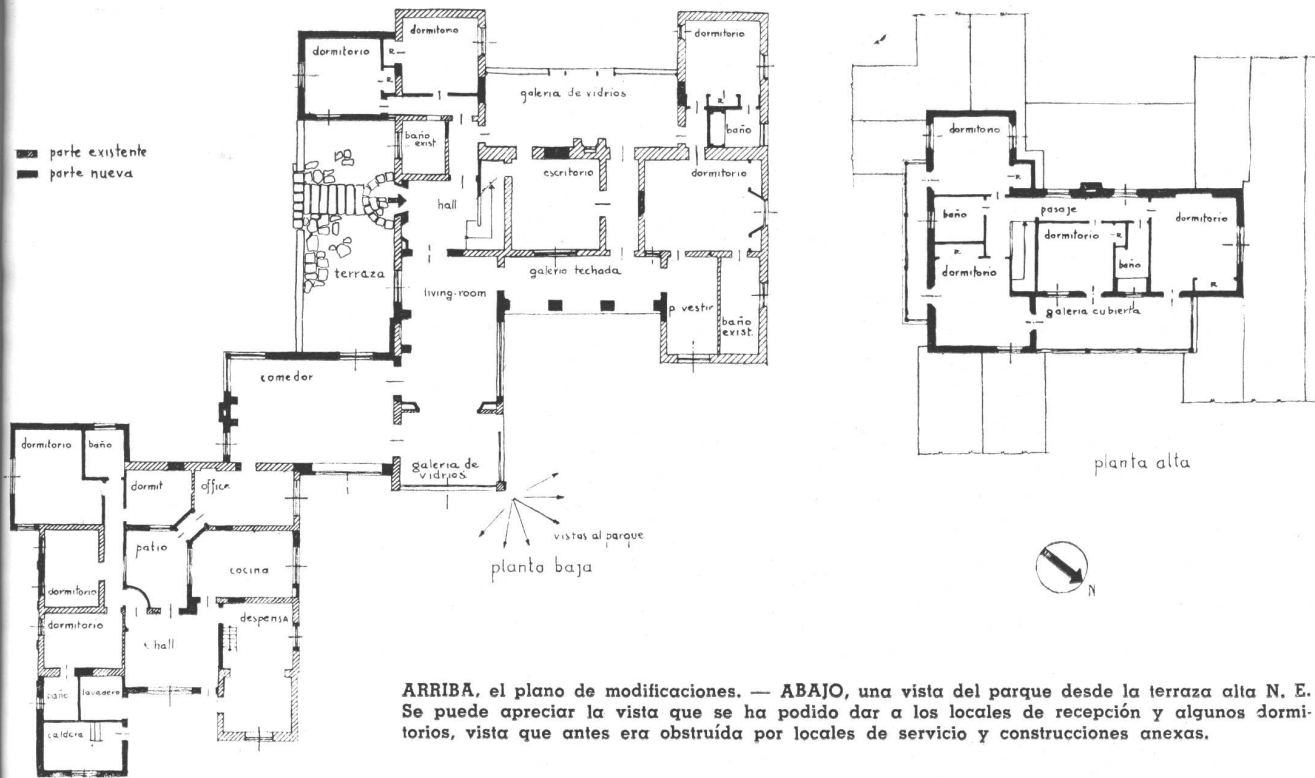 dormitorio
dormitorio
R
R
galeria de vidrios
dormitorio
R
baño
parte existente
parte nueva
baño
exist
escritorio
dormitorio
hall
terraza
galeria techada
living-room
p. vestir
baño
exist.
comedor
galeria de
vidrios
dormitorio
baño
dormit
office
vistas al parque
planta baja
patio
cocina
dormitorio
dormitorio
hall
despensa
baño
lavadero
caldera
dormitorio
R
baño
pasaje
dormitorio
dormitorio
R
baño
R
dormitorio
R
galeria cubierta
planta alta
N
ARRIBA, el plano de modificaciones. — ABAJO, una vista del parque desde la terraza alta N. E.
Se puede apreciar la vista que se ha podido dar a los locales de recepción y algunos dormi-
torios, vista que antes era obstruída por locales de servicio y construcciones anexas.